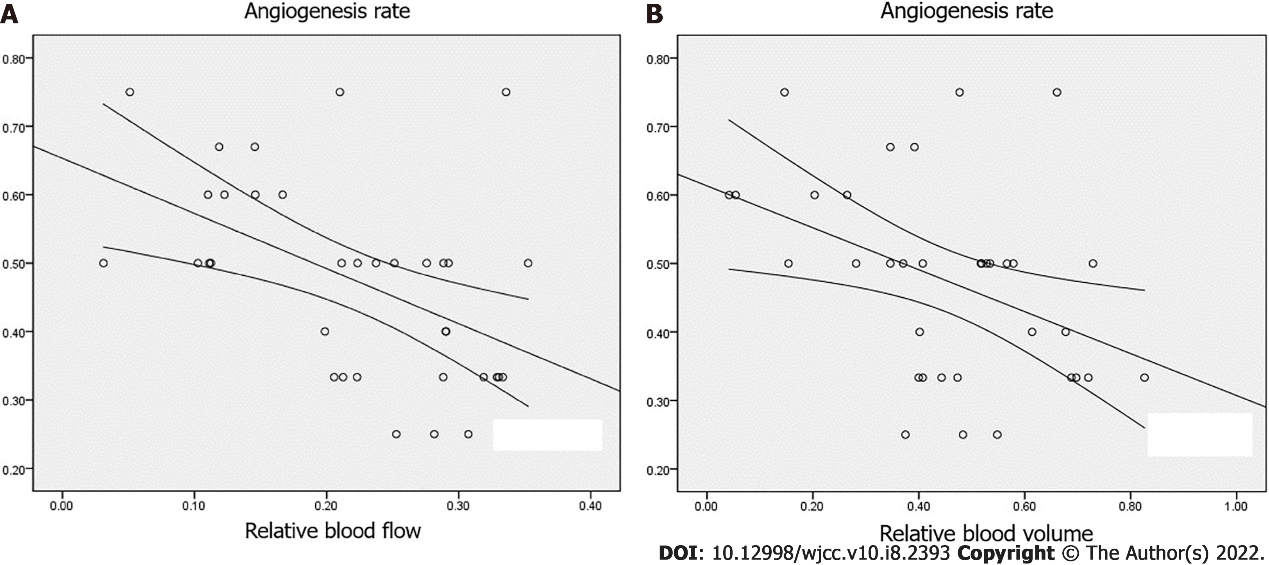 A
Angiogenesis rate
0.80
0.70
0.60
0.50
0.40
0.30
0.20
0.00 0.10 0.20 0.30 0.40
Relative blood flow
B
Angiogenesis rate
0.80
0.70
0.60
0.50
0.40
0.30
0.20
0.00 0.20 0.40 0.60 0.80 1.00
Relative blood volume
DOI: 10.12998/wjcc.v10.i8.2393 Copyright © The Author(s) 2022.